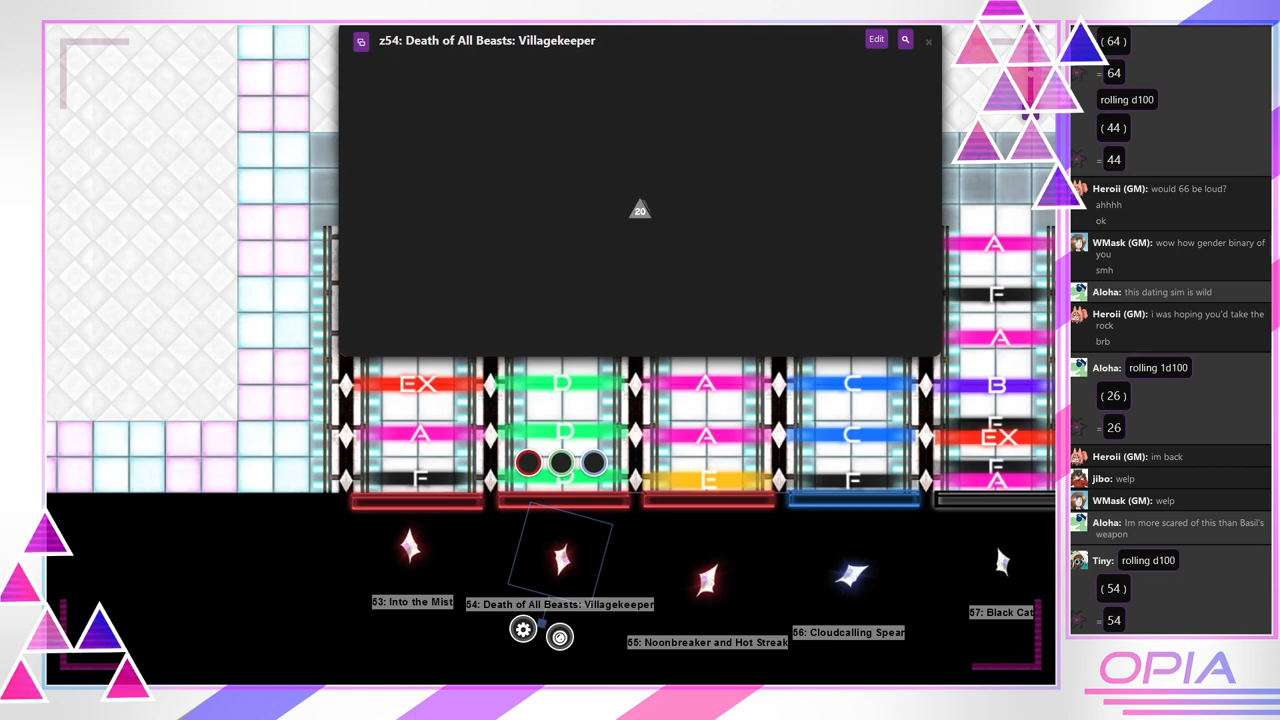 z54: Death of All Beasts: Villagekeeper
Edit
20
A
F
A
EX
D
A
C
B
F
A
D
A
C
EX
F
F
D
E
F
A
53: Into the Mist
54: Death of All Beasts: Villagekeeper
55: Noonbreaker and Hot Streak
56: Cloudcalling Spear
57: Black Cat
( 64 )
= 64
rolling d100
( 44 )
= 44
Heroii (GM): would 66 be loud?
ahhhh
ok
WMask (GM): wow how gender binary of
you
smh
Aloha: this dating sim is wild
Heroii (GM): i was hoping you'd take the
rock
brb
Aloha: rolling 1d100
( 26 )
= 26
Heroii (GM): im back
jibo: welp
WMask (GM): welp
Aloha: Im more scared of this than Basil's
weapon
Tiny: rolling d100
( 54 )
= 54
OPIA